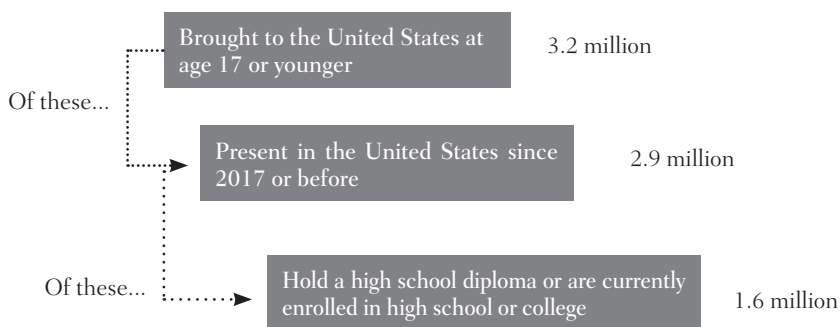 Brought to the United States at
age 17 or younger
3.2 million
Of these...
Present in the United States since
2017 or before
2.9 million
Of these...
Hold a high school diploma or are currently
enrolled in high school or college
1.6 million